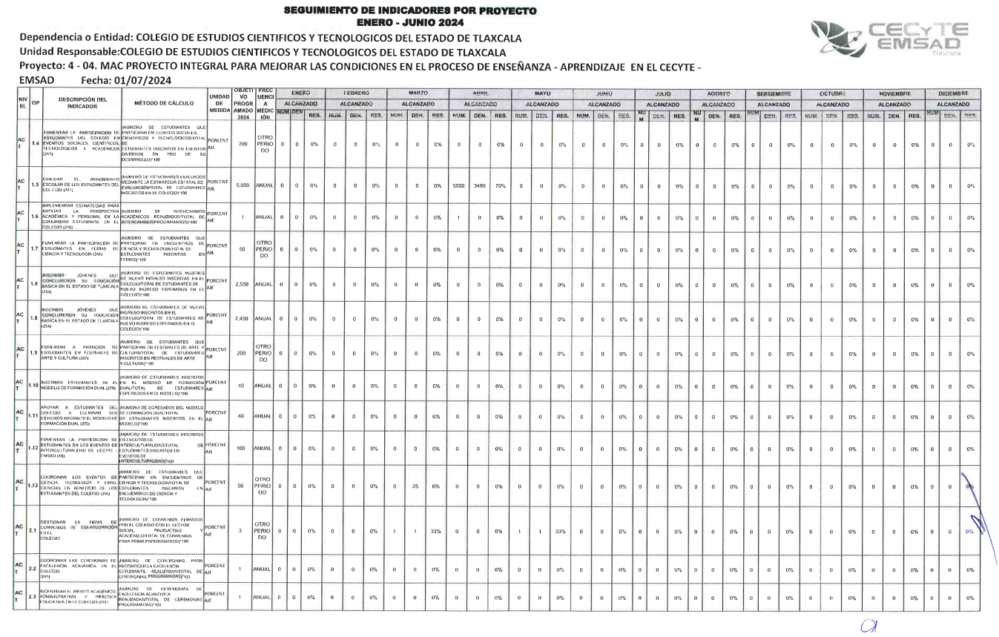 SEGUIMIENTO DE INDICADORES POR PROYECTO
ENERO - JUNIO 2024
CECYTE
EMSAD
Tlaxcala
Dependencia o Entidad: COLEGIO DE ESTUDIOS CIENTIFICOS Y TECNOLOGICOS DEL ESTADO DE TLAXCALA
Unidad Responsable:COLEGIO DE ESTUDIOS CIENTIFICOS Y TECNOLOGICOS DEL ESTADO DE TLAXCALA
Proyecto: 4 - 04. MAC PROYECTO INTEGRAL PARA MEJORAR LAS CONDICIONES EN EL PROCESO DE ENSEÑANZA - APRENDIZAJE EN EL CECYTE -
EMSAD Fecha: 01/07/2024
NIVEL OP DESCRIPCIÓN DEL INDICADOR MÉTODO DE CÁLCULO UNIDAD DE MEDIDA OBJETIVO PROGRAMADO 2024 FRECUENCIA MEDICIÓN ENERO FEBRERO MARZO ABRIL MAYO JUNIO JULIO AGOSTO SEPTIEMBRE OCTUBRE NOVIEMBRE DICIEMBRE
ALCANZADO ALCANZADO ALCANZADO ALCANZADO ALCANZADO ALCANZADO ALCANZADO ALCANZADO ALCANZADO ALCANZADO ALCANZADO ALCANZADO
NUM DEN RES. NUM. DEN. RES. NUM. DEN. RES. NUM. DEN. RES. NUM. DEN. RES. NUM. DEN. RES. NUM DEN. RES. NUM DEN. RES. NUM DEN. RES. NUM. DEN. RES. NUM. DEN. RES. NUM DEN. RES.
ACT 1.4 FOMENTAR LA PARTICIPACIÓN DE ESTUDIANTES DEL COLEGIO EN EVENTOS SOCIALES, CIENTIFICOS, TECNOLÓGICOS Y ACADÉMICOS (241) (NÚMERO DE ESTUDIANTES QUE PARTICIPAN EN EVENTOS SOCIALES, CIENTIFICOS Y TECNOLÓGICOS/TOTAL DE ESTUDIANTES INSCRITOS EN EVENTOS DIVERSOS EN PRO DE SU DESARROLLO)*100 PORCENTAJE 200 OTRO PERIODO 0 0 0% 0 0 0% 0 0 0% 0 0 0% 0 0 0% 0 0 0% 0 0 0% 0 0 0% 0 0 0% 0 0 0% 0 0 0% 0 0 0%
ACT 1.5 EVALUAR EL RENDIMIENTO ESCOLAR DE LOS ESTUDIANTES DEL COLEGIO (241) (NÚMERO DE ESTUDIANTES EVALUADOS MEDIANTE LA ESTRATEGIA ESTATAL DE EVALUACIÓN/TOTAL DE ESTUDIANTES INSCRITOS EN EL COLEGIO)*100 PORCENTAJE 5,000 ANUAL 0 0 0% 0 0 0% 0 0 0% 5000 3495 70% 0 0 0% 0 0 0% 0 0 0% 0 0 0% 0 0 0% 0 0 0% 0 0 0% 0 0 0%
ACT 1.6 IMPLEMENTAR ESTRATEGIAS PARA AMPLIAR LA PERSPECTIVA ACADÉMICA Y PERSONAL EN LA COMUNIDAD ESTUDIANTIL EN EL COLEGIO (245) (NÚMERO DE INTERCAMBIOS ACADÉMICOS REALIZADOS/TOTAL DE INTERCAMBIOS PROGRAMADOS)*100 PORCENTAJE 1 ANUAL 0 0 0% 0 0 0% 0 0 0% 1 0 0% 0 0 0% 0 0 0% 0 0 0% 0 0 0% 0 0 0% 0 0 0% 0 0 0% 0 0 0%
ACT 1.7 FOMENTAR LA PARTICIPACIÓN DE ESTUDIANTES EN FERIAS DE CIENCIA Y TECNOLOGIA (246) (NÚMERO DE ESTUDIANTES QUE PARTICIPAN EN ENCUENTROS DE CIENCIA Y TECNOLOGIA/TOTAL DE ESTUDIANTES INSCRITOS EN FERIAS)*100 PORCENTAJE 50 OTRO PERIODO 0 0 0% 0 0 0% 0 0 0% 0 0 0% 0 0 0% 0 0 0% 0 0 0% 0 0 0% 0 0 0% 0 0 0% 0 0 0% 0 0 0%
ACT 1.8 INSCRIBIR JÓVENES QUE CONCLUYERON SU EDUCACIÓN BÁSICA EN EL ESTADO DE TLAXCALA (254) (NÚMERO DE ESTUDIANTES MUJERES DE NUEVO INGRESO INSCRITAS EN EL COLEGIO/TOTAL DE ESTUDIANTES DE NUEVO INGRESO ESPERADOS EN EL COLEGIO)*100 PORCENTAJE 2,550 ANUAL 0 0 0% 0 0 0% 0 0 0% 0 0 0% 0 0 0% 0 0 0% 0 0 0% 0 0 0% 0 0 0% 0 0 0% 0 0 0% 0 0 0%
ACT 1.8 INSCRIBIR JÓVENES QUE CONCLUYERON SU EDUCACIÓN BÁSICA EN EL ESTADO DE TLAXCALA (254) (NÚMERO DE ESTUDIANTES DE NUEVO INGRESO INSCRITOS EN EL COLEGIO/TOTAL DE ESTUDIANTES DE NUEVO INGRESO ESPERADOS EN EL COLEGIO)*100 PORCENTAJE 2,450 ANUAL 0 0 0% 0 0 0% 0 0 0% 0 0 0% 0 0 0% 0 0 0% 0 0 0% 0 0 0% 0 0 0% 0 0 0% 0 0 0% 0 0 0%
ACT 1.9 FOMENTAR A PARTICION DE ESTUDIANTES EN FESTIVALES DE ARTE Y CULTURA (267) (NÚMERO DE ESTUDIANTES QUE PARTICIPAN EN FESTIVALES DE ARTE Y CULTURA/TOTAL DE ESTUDIANTES INSCRITOS EN FESTIVALES DE ARTE Y CULTURA)*100 PORCENTAJE 200 OTRO PERIODO 0 0 0% 0 0 0% 0 0 0% 0 0 0% 0 0 0% 0 0 0% 0 0 0% 0 0 0% 0 0 0% 0 0 0% 0 0 0% 0 0 0%
ACT 1.10 INSCRIBIR ESTUDIANTES EN EL MODELO DE FORMACIÓN DUAL (270) (NÚMERO DE ESTUDIANTES INSCRITOS EN EL MODELO DE FORMACIÓN DUAL/TOTAL DE ESTUDIANTES ESPERADOS EN EL MODELO)*100 PORCENTAJE 40 ANUAL 0 0 0% 0 0 0% 0 0 0% 0 0 0% 0 0 0% 0 0 0% 0 0 0% 0 0 0% 0 0 0% 0 0 0% 0 0 0% 0 0 0%
ACT 1.11 APOYAR A ESTUDIANTES DEL COLEGIO A CULMINAR SUS ESTUDIOS MEDIANTE EL MODELO DE FORMACIÓN DUAL (270) (NÚMERO DE EGRESADOS DEL MODELO DE FORMACIÓN DUAL/TOTAL DE ESTUDIANTES INSCRITOS EN EL MODELO)*100 PORCENTAJE 40 ANUAL 0 0 0% 0 0 0% 0 0 0% 0 0 0% 0 0 0% 0 0 0% 0 0 0% 0 0 0% 0 0 0% 0 0 0% 0 0 0% 0 0 0%
ACT 1.12 FOMENTAR LA PARTICIPACIÓN DE ESTUDIANTES EN LOS EVENTOS DE INTERCULTURALIDAD DE CECYTE - EMSAD (46) (NÚMERO DE ESTUDIANTES INSCRITOS EN EVENTOS DE INTERCULTURALIDAD/TOTAL DE ESTUDIANTES INSCRITOS EN EVENTOS DE INTERCULTURALIDAD)*100 PORCENTAJE 100 ANUAL 0 0 0% 0 0 0% 0 0 0% 0 0 0% 0 0 0% 0 0 0% 0 0 0% 0 0 0% 0 0 0% 0 0 0% 0 0 0% 0 0 0%
ACT 1.13 COORDINAR LOS EVENTOS DE CIENCIA, TECNOLOGÍA Y EXPO-CIENCIAS EN BENEFICIO DE LOS ESTUDIANTES DEL COLEGIO (246) (NÚMERO DE ESTUDIANTES QUE PARTICIPAN EN ENCUENTROS DE CIENCIA Y TECNOLOGIA/TOTAL DE ESTUDIANTES INSCRITOS EN ENCUENTROS DE CIENCIA Y TECNOLOGIA)*100 PORCENTAJE 50 OTRO PERIODO 0 0 0% 0 0 0% 0 25 0% 0 0 0% 0 0 0% 0 0 0% 0 0 0% 0 0 0% 0 0 0% 0 0 0% 0 0 0% 0 0 0%
ACT 2.1 GESTIONAR LA FIRMA DE CONVENIOS DE COLABORACIÓN EN EL COLEGIO (NÚMERO DE CONVENIOS FIRMADOS POR EL COLEGIO CON EL SECTOR SOCIAL, PRODUCTIVO Y ACADÉMICO/TOTAL DE CONVENIOS PARA FIRMA PROGRAMADOS)*100 PORCENTAJE 3 OTRO PERIODO 0 0 0% 0 0 0% 1 1 33% 0 0 0% 1 1 33% 0 0 0% 0 0 0% 0 0 0% 0 0 0% 0 0 0% 0 0 0% 0 0 0%
ACT 2.2 COORDINAR LAS CEREMONIAS DE EXCELENCIA ACADÉMICA EN EL COLEGIO (241) (NÚMERO DE CEREMONIAS PARA RECONOCER LA EXCELENCIA ESTUDIANTIL REALIZADAS/TOTAL DE CEREMONIAS PROGRAMADAS)*100 PORCENTAJE 1 ANUAL 0 0 0% 0 0 0% 0 0 0% 0 0 0% 0 0 0% 0 0 0% 0 0 0% 0 0 0% 0 0 0% 0 0 0% 0 0 0% 0 0 0%
ACT 2.3 INCENTIVAR EL MÉRITO ACADÉMICO, ADMINISTRATIVO Y PRÁCTICA EDUCATIVA EN EL COLEGIO (251) (NÚMERO DE CEREMONIAS DE EXCELENCIA ACADÉMICA REALIZADAS/TOTAL DE CEREMONIAS PROGRAMADAS)*100 PORCENTAJE 1 ANUAL 0 0 0% 0 0 0% 0 0 0% 0 0 0% 0 0 0% 0 0 0% 0 0 0% 0 0 0% 0 0 0% 0 0 0% 0 0 0% 0 0 0%